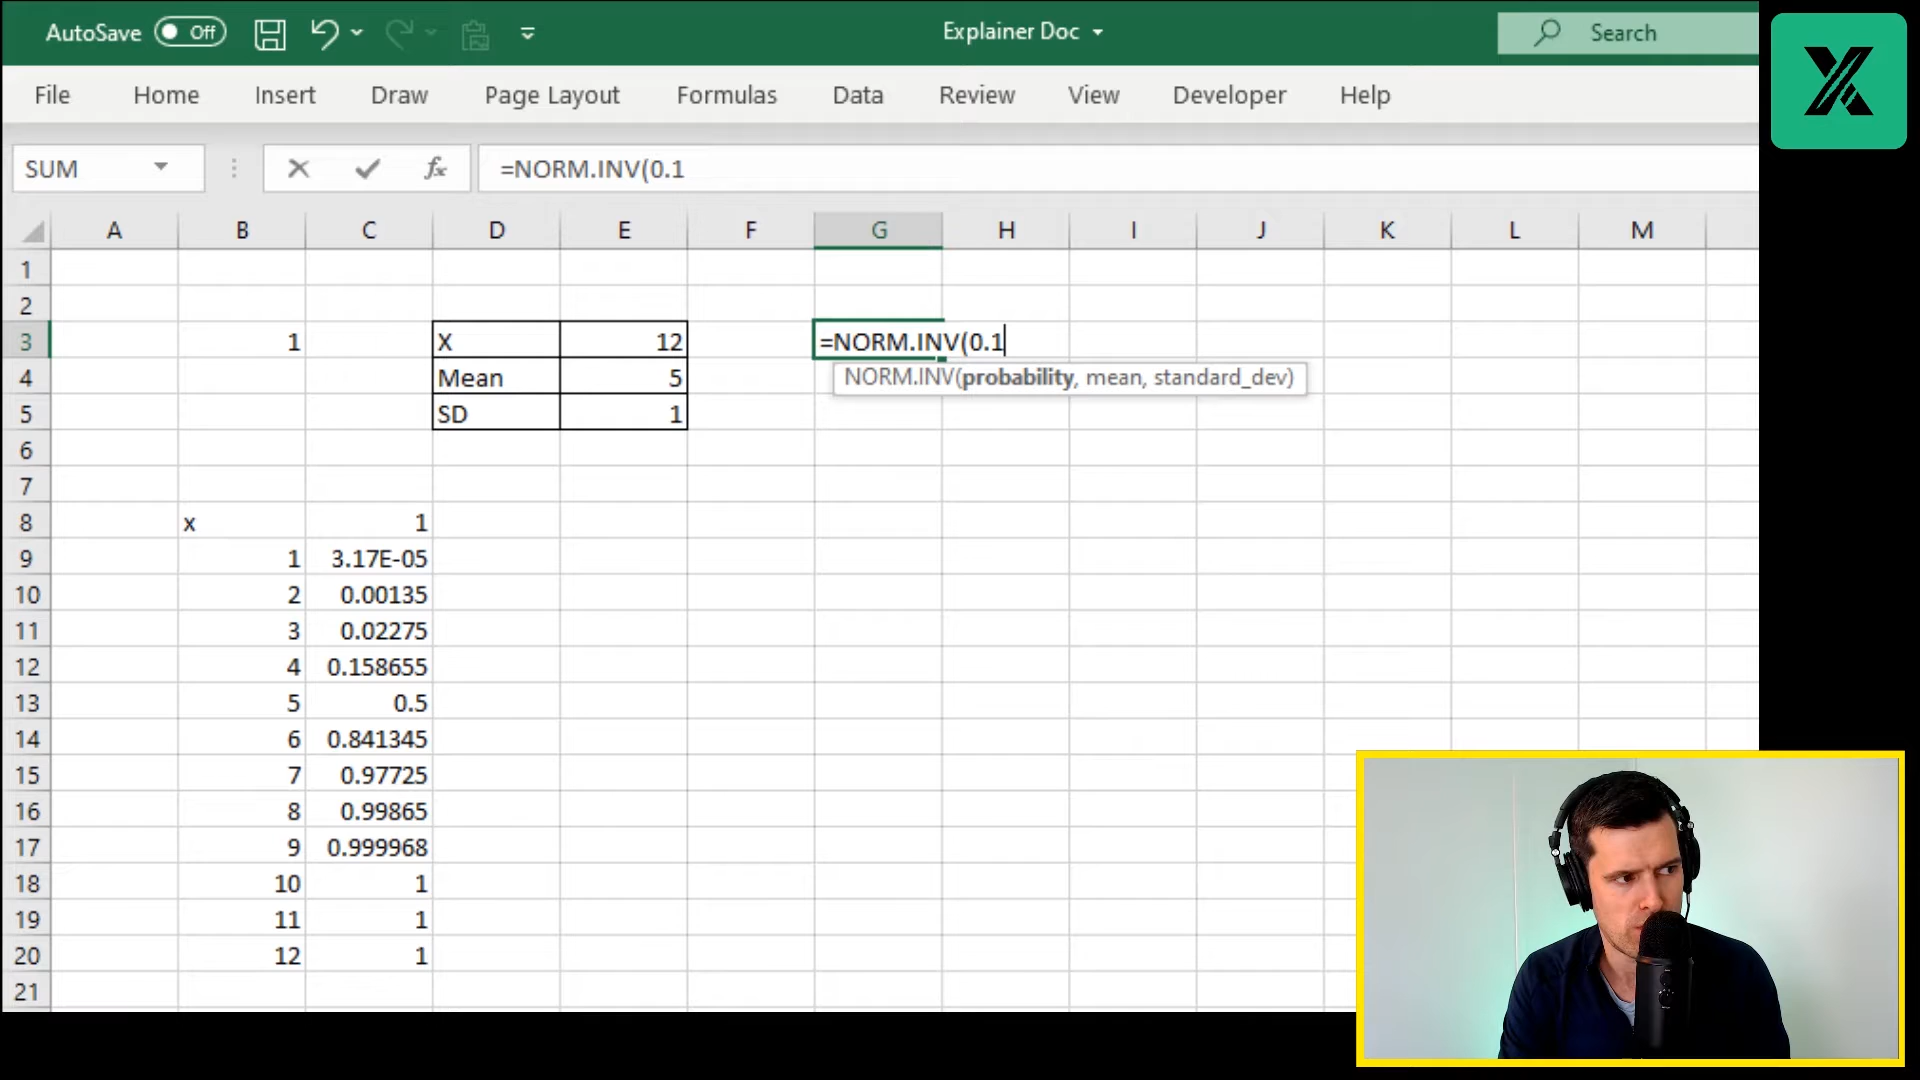 AutoSave Off Explainer Doc Search
File Home Insert Draw Page Layout Formulas Data Review View Developer Help
SUM fx =NORM.INV(0.1
A B C D E F G H I J K L M
1
2
3 1 X 12 =NORM.INV(0.1
4 Mean 5 NORM.INV(probability, mean, standard_dev)
5 SD 1
6
7
8 x 1
9 1 3.17E-05
10 2 0.00135
11 3 0.02275
12 4 0.158655
13 5 0.5
14 6 0.841345
15 7 0.97725
16 8 0.99865
17 9 0.999968
18 10 1
19 11 1
20 12 1
21